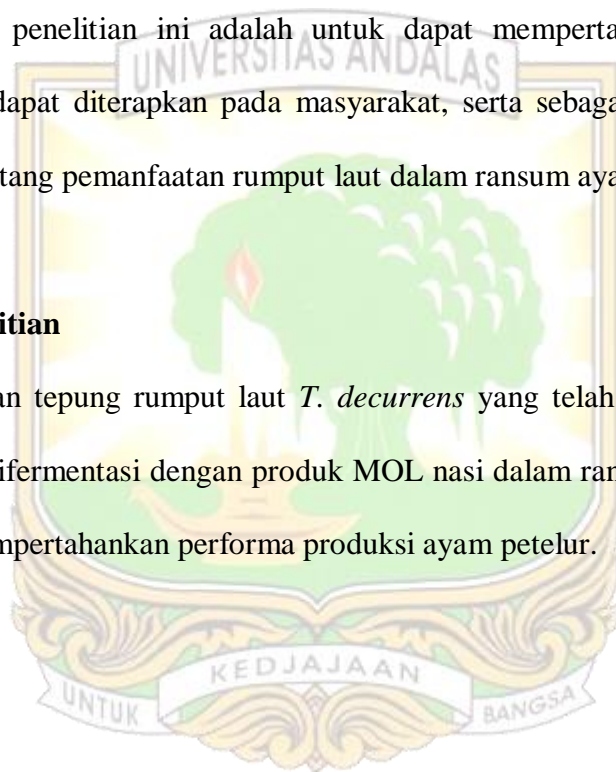 penelitian ini adalah untuk dapat memperta
UNIVERSITAS ANDALAS
dapat diterapkan pada masyarakat, serta sebaga
tang pemanfaatan rumput laut dalam ransum aya
itian
an tepung rumput laut T. decurrens yang telah
ifermentasi dengan produk MOL nasi dalam ran
mpertahankan performa produksi ayam petelur.
UNTUK KEDJAJAAN BANGSA